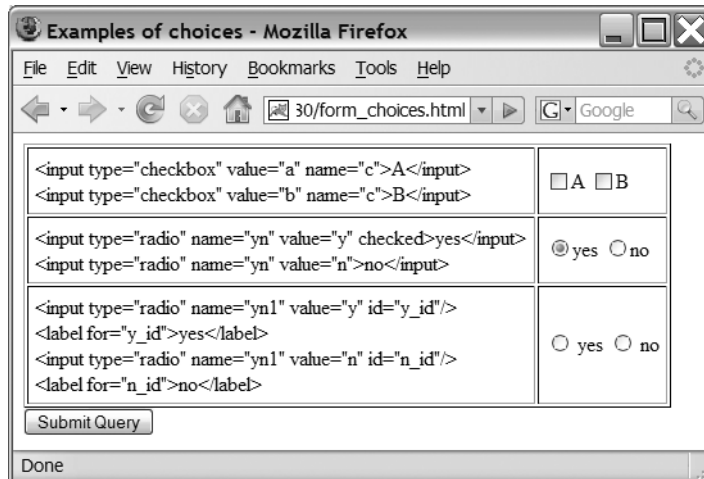 Examples of choices - Mozilla Firefox
File Edit View History Bookmarks Tools Help
30/form_choices.html G Google
<input type="checkbox" value="a" name="c">A</input>
<input type="checkbox" value="b" name="c">B</input>
A B
<input type="radio" name="yn" value="y" checked>yes</input>
<input type="radio" name="yn" value="n">no</input>
yes no
<input type="radio" name="yn1" value="y" id="y_id"/>
<label for="y_id">yes</label>
<input type="radio" name="yn1" value="n" id="n_id"/>
<label for="n_id">no</label>
yes no
Submit Query
Done